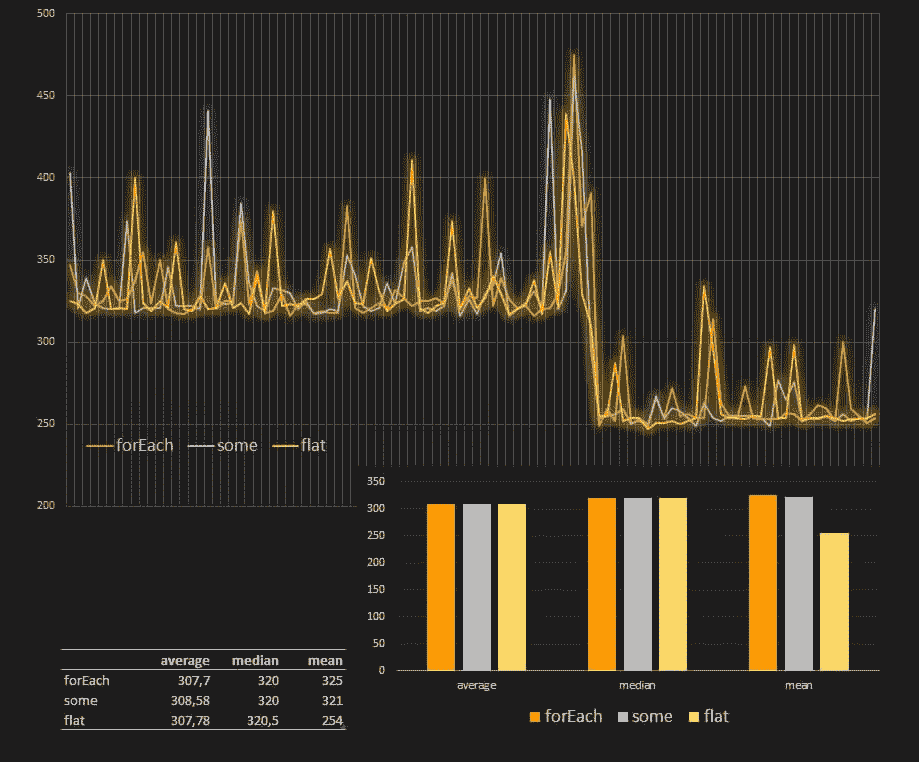 500
450
400
350
300
250
200
forEach some flat
350
300
250
200
150
100
50
0
average median mean
forEach some flat
average median mean
forEach 307,7 320 325
some 308,58 320 321
flat 307,78 320,5 254